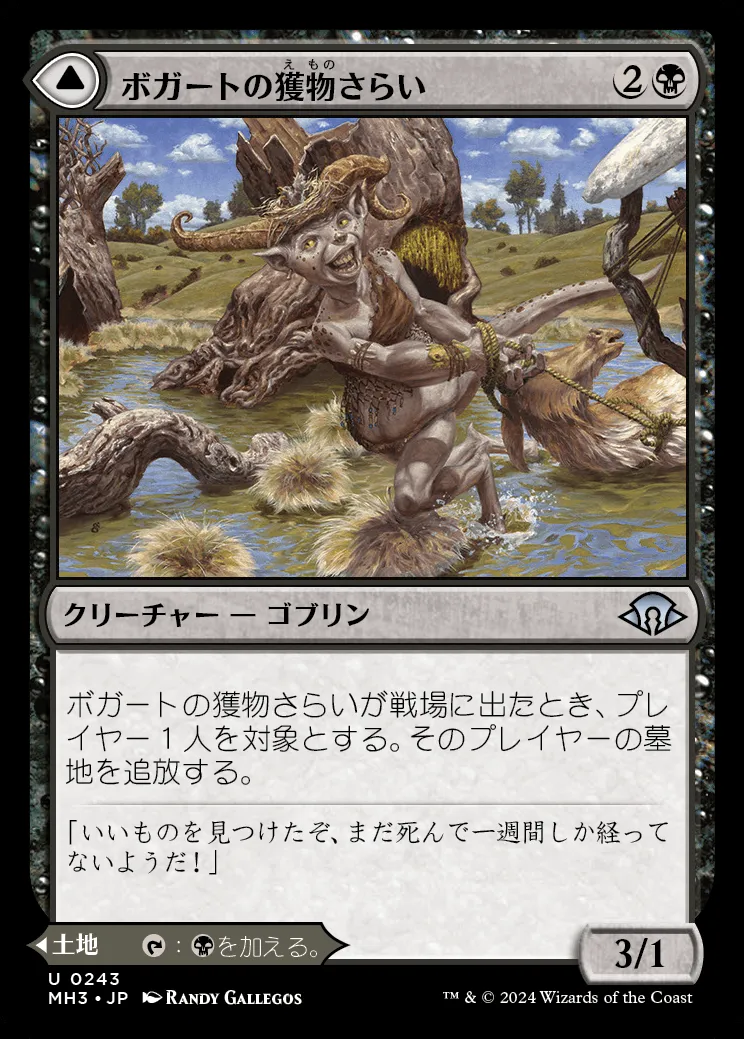 ボガートの獲物さらい
えもの
2
クリーチャー — ゴブリン
ボガートの獲物さらいが戦場に出たとき、プレ
イヤー1人を対象とする。そのプレイヤーの墓
地を追放する。
「いいものを見つけたぞ、まだ死んで一週間しか経って
ないようだ！」
土地 : を加える。
3/1
U 0243
MH3 • JP Randy Gallegos
™ & © 2024 Wizards of the Coast